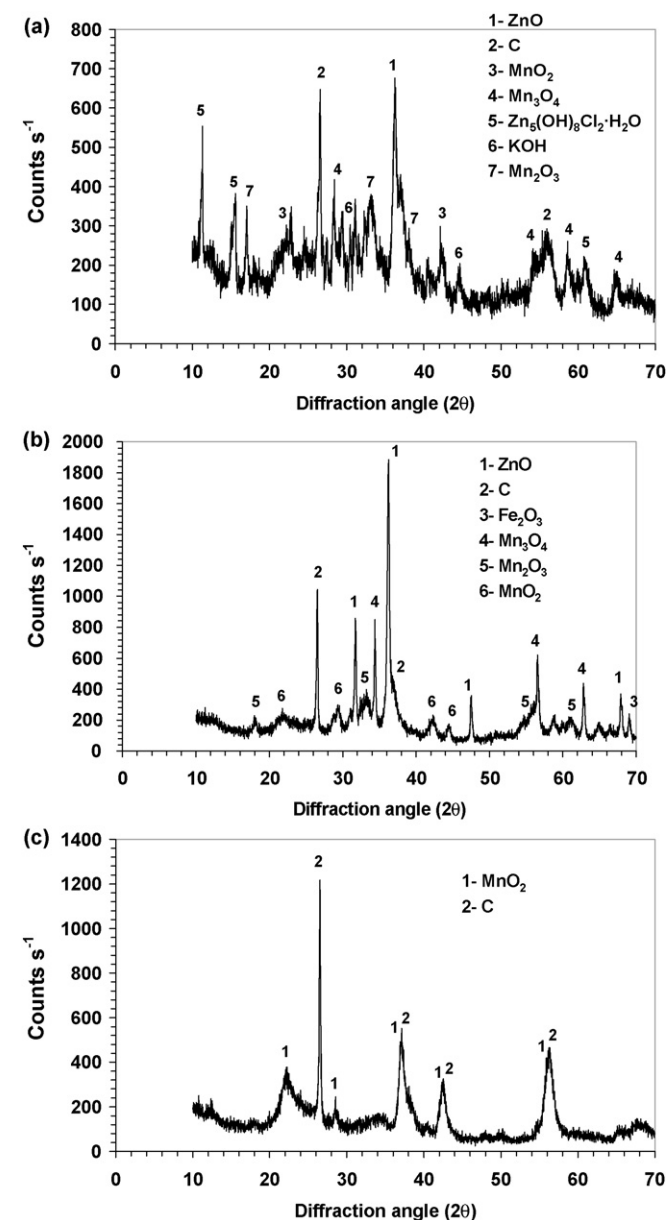 (a)
1- ZnO
2- C
3- MnO₂
4- Mn₃O₄
5- Zn₅(OH)₈Cl₂·H₂O
6- KOH
7- Mn₂O₃
Counts s⁻¹
800
700
600
500
400
300
200
100
0
5
5
7
3
2
4
6
7
1
7
3
6
4
2
4
5
4
0 10 20 30 40 50 60 70
Diffraction angle (2θ)
(b)
1- ZnO
2- C
3- Fe₂O₃
4- Mn₃O₄
5- Mn₂O₃
6- MnO₂
Counts s⁻¹
2000
1800
1600
1400
1200
1000
800
600
400
200
0
5
6
2
6
1
5
4
1
2
6
6
1
5
4
5
4
1
3
0 10 20 30 40 50 60 70
Diffraction angle (2θ)
(c)
1- MnO₂
2- C
Counts s⁻¹
1400
1200
1000
800
600
400
200
0
1
2
1
1 2
1 2
1 2
0 10 20 30 40 50 60 70
Diffraction angle (2θ)